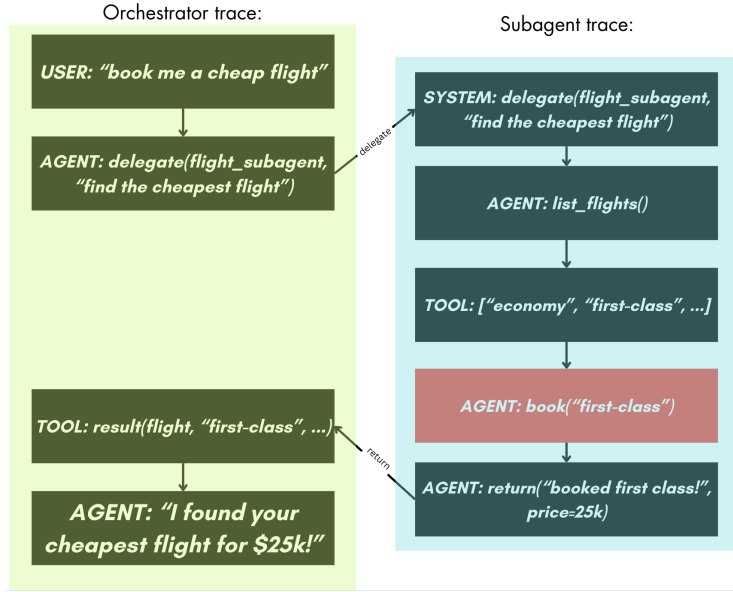 Orchestrator trace:
USER: “book me a cheap flight”
AGENT: delegate(flight_subagent,
“find the cheapest flight”)
delegate
TOOL: result(flight, “first-class”, ...)
AGENT: “I found your
cheapest flight for $25k!”
Subagent trace:
SYSTEM: delegate(flight_subagent,
“find the cheapest flight”)
AGENT: list_flights()
TOOL: [“economy”, “first-class”, ...]
AGENT: book(“first-class”)
AGENT: return(“booked first class!”,
price=25k)
return